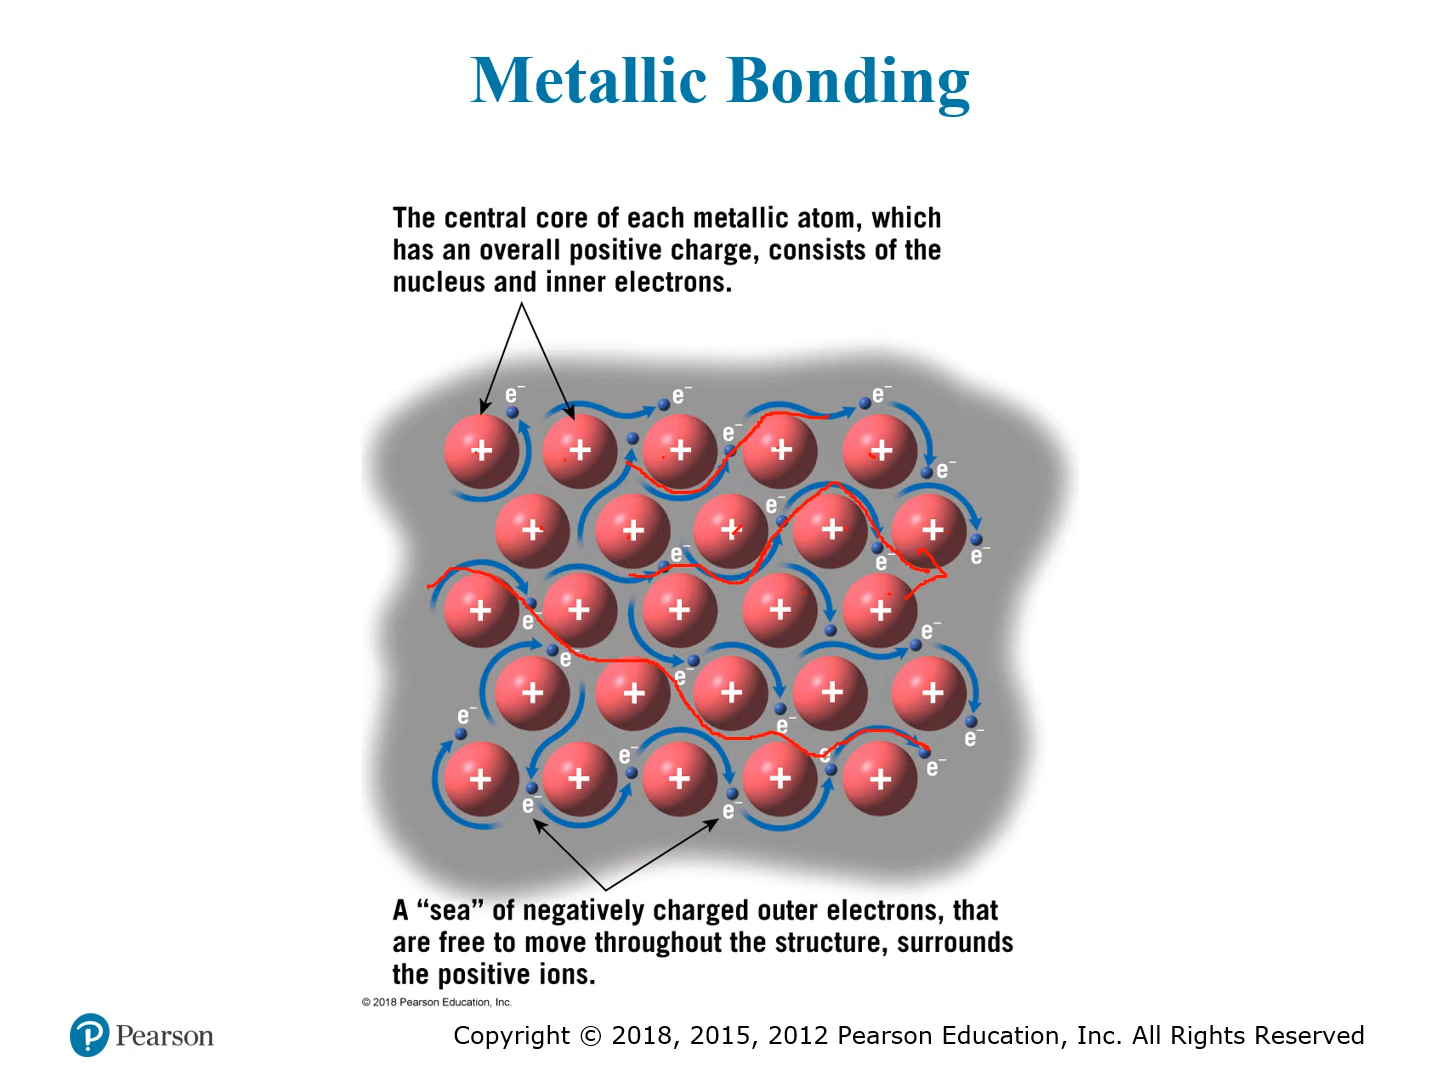 Metallic Bonding
The central core of each metallic atom, which
has an overall positive charge, consists of the
nucleus and inner electrons.
e⁻ e⁻ e⁻
e⁻
e⁻
+ + + + +
e⁻
+ + + + +
e⁻ e⁻ e⁻
+ + + + +
e⁻ e⁻
e⁻ e⁻
+ + + + +
e⁻ e⁻ e⁻
e⁻ e⁻ e⁻
+ + + + +
e⁻ e⁻
A “sea” of negatively charged outer electrons, that
are free to move throughout the structure, surrounds
the positive ions.
© 2018 Pearson Education, Inc.
P Pearson
Copyright © 2018, 2015, 2012 Pearson Education, Inc. All Rights Reserved